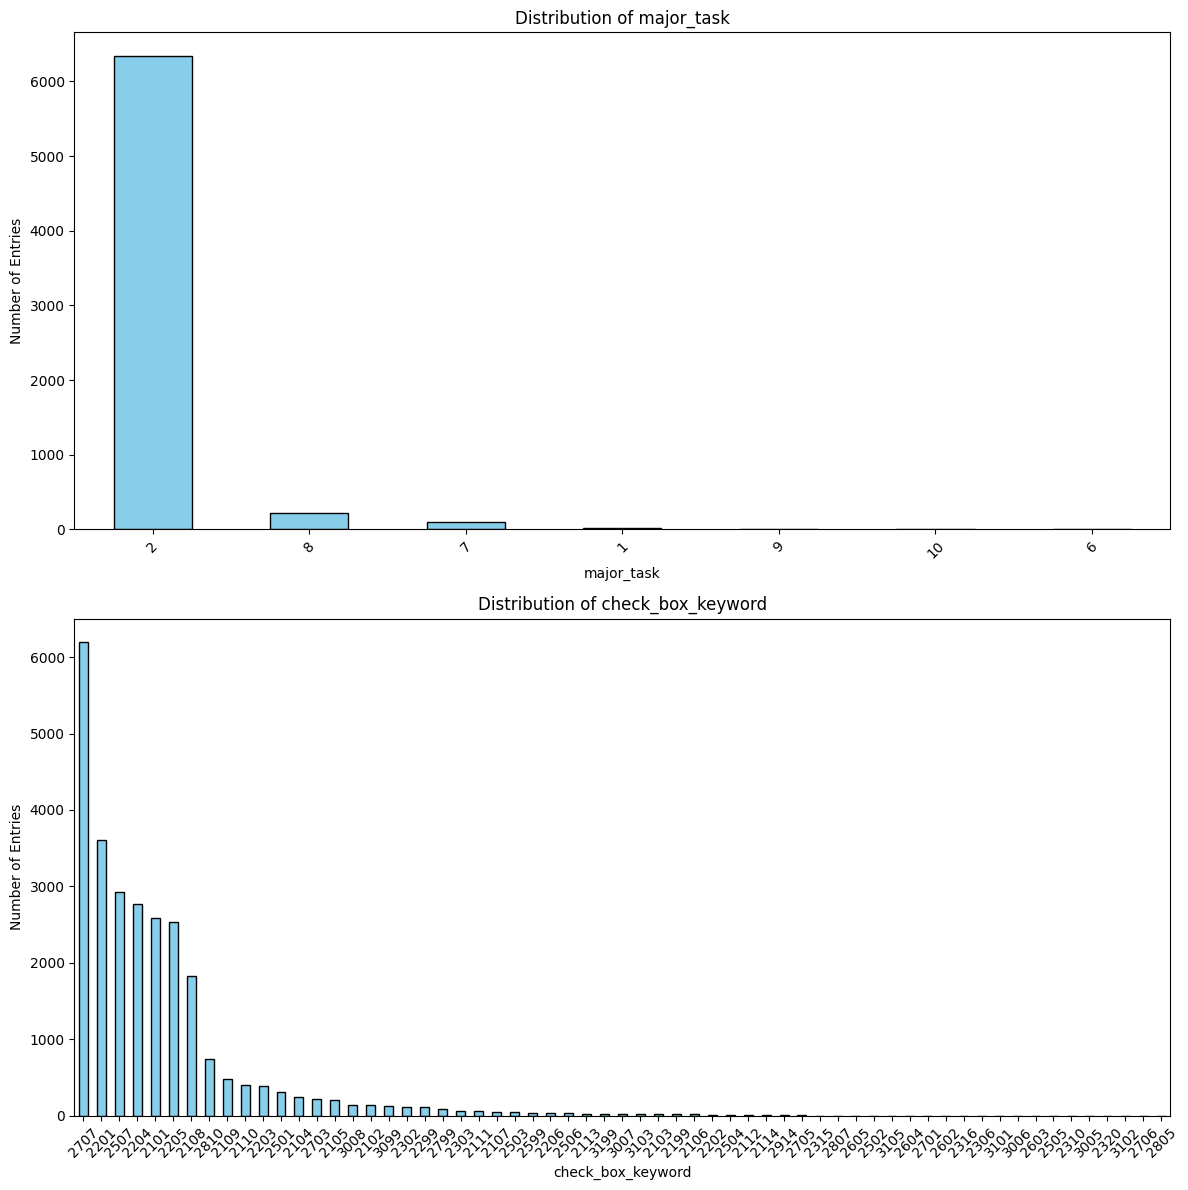 Distribution of major_task
6000
5000
4000
3000
2000
1000
0
Number of Entries
2 8 7 1 9 10 6
major_task
Distribution of check_box_keyword
6000
5000
4000
3000
2000
1000
0
Number of Entries
2707 2201 2507 2204 2101 2205 2108 2810 2109 2110 2203 2501 2104 2703 2105 3008 2102 3099 2302 2299 2799 2303 2111 2107 2503 2599 2206 2506 2113 3199 3007 3103 2103 2199 2106 2202 2504 2112 2114 2914 2705 2315 2807 2605 2502 3105 2604 2701 2602 2316 2306 3101 3006 2603 2505 2310 3005 2320 3102 2706 2805
check_box_keyword